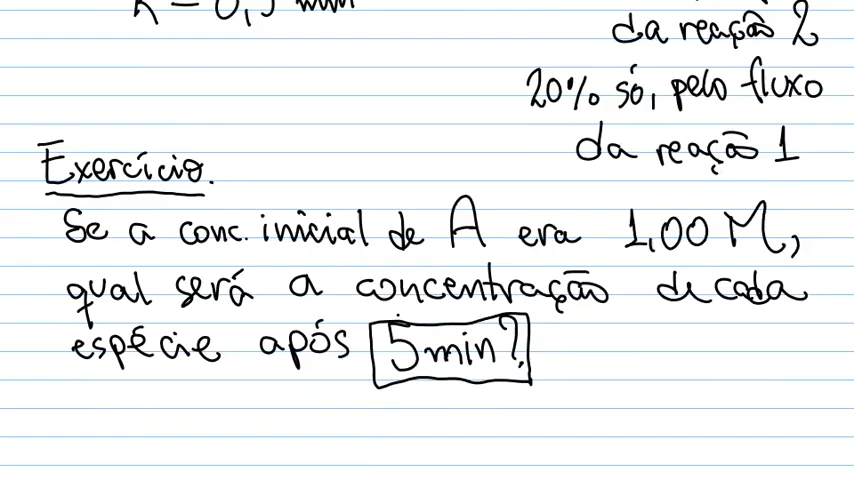 da reação 2
20% só, pelo fluxo
da reação 1
Exercício.
Se a conc. inicial de A era 1,00 M,
qual será a concentração de cada
espécie após 5 min?